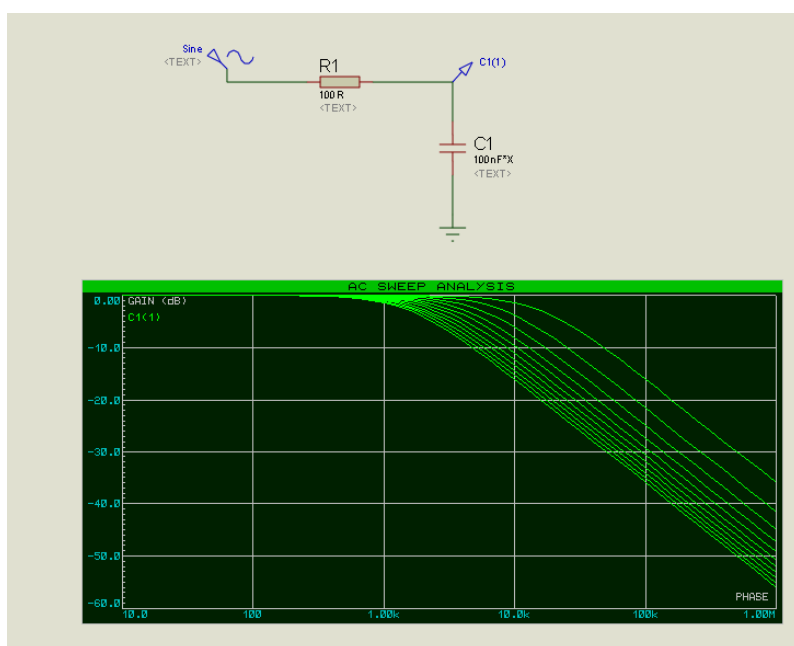 Sine
<TEXT>
R1
100R
<TEXT>
C1(1)
C1
100nF*X
<TEXT>
AC SWEEP ANALYSIS
0.00
GAIN (dB)
C1(1)
-10.0
-20.0
-30.0
-40.0
-50.0
-60.0
PHASE
10.0 100 1.00k 10.0k 100k 1.00M